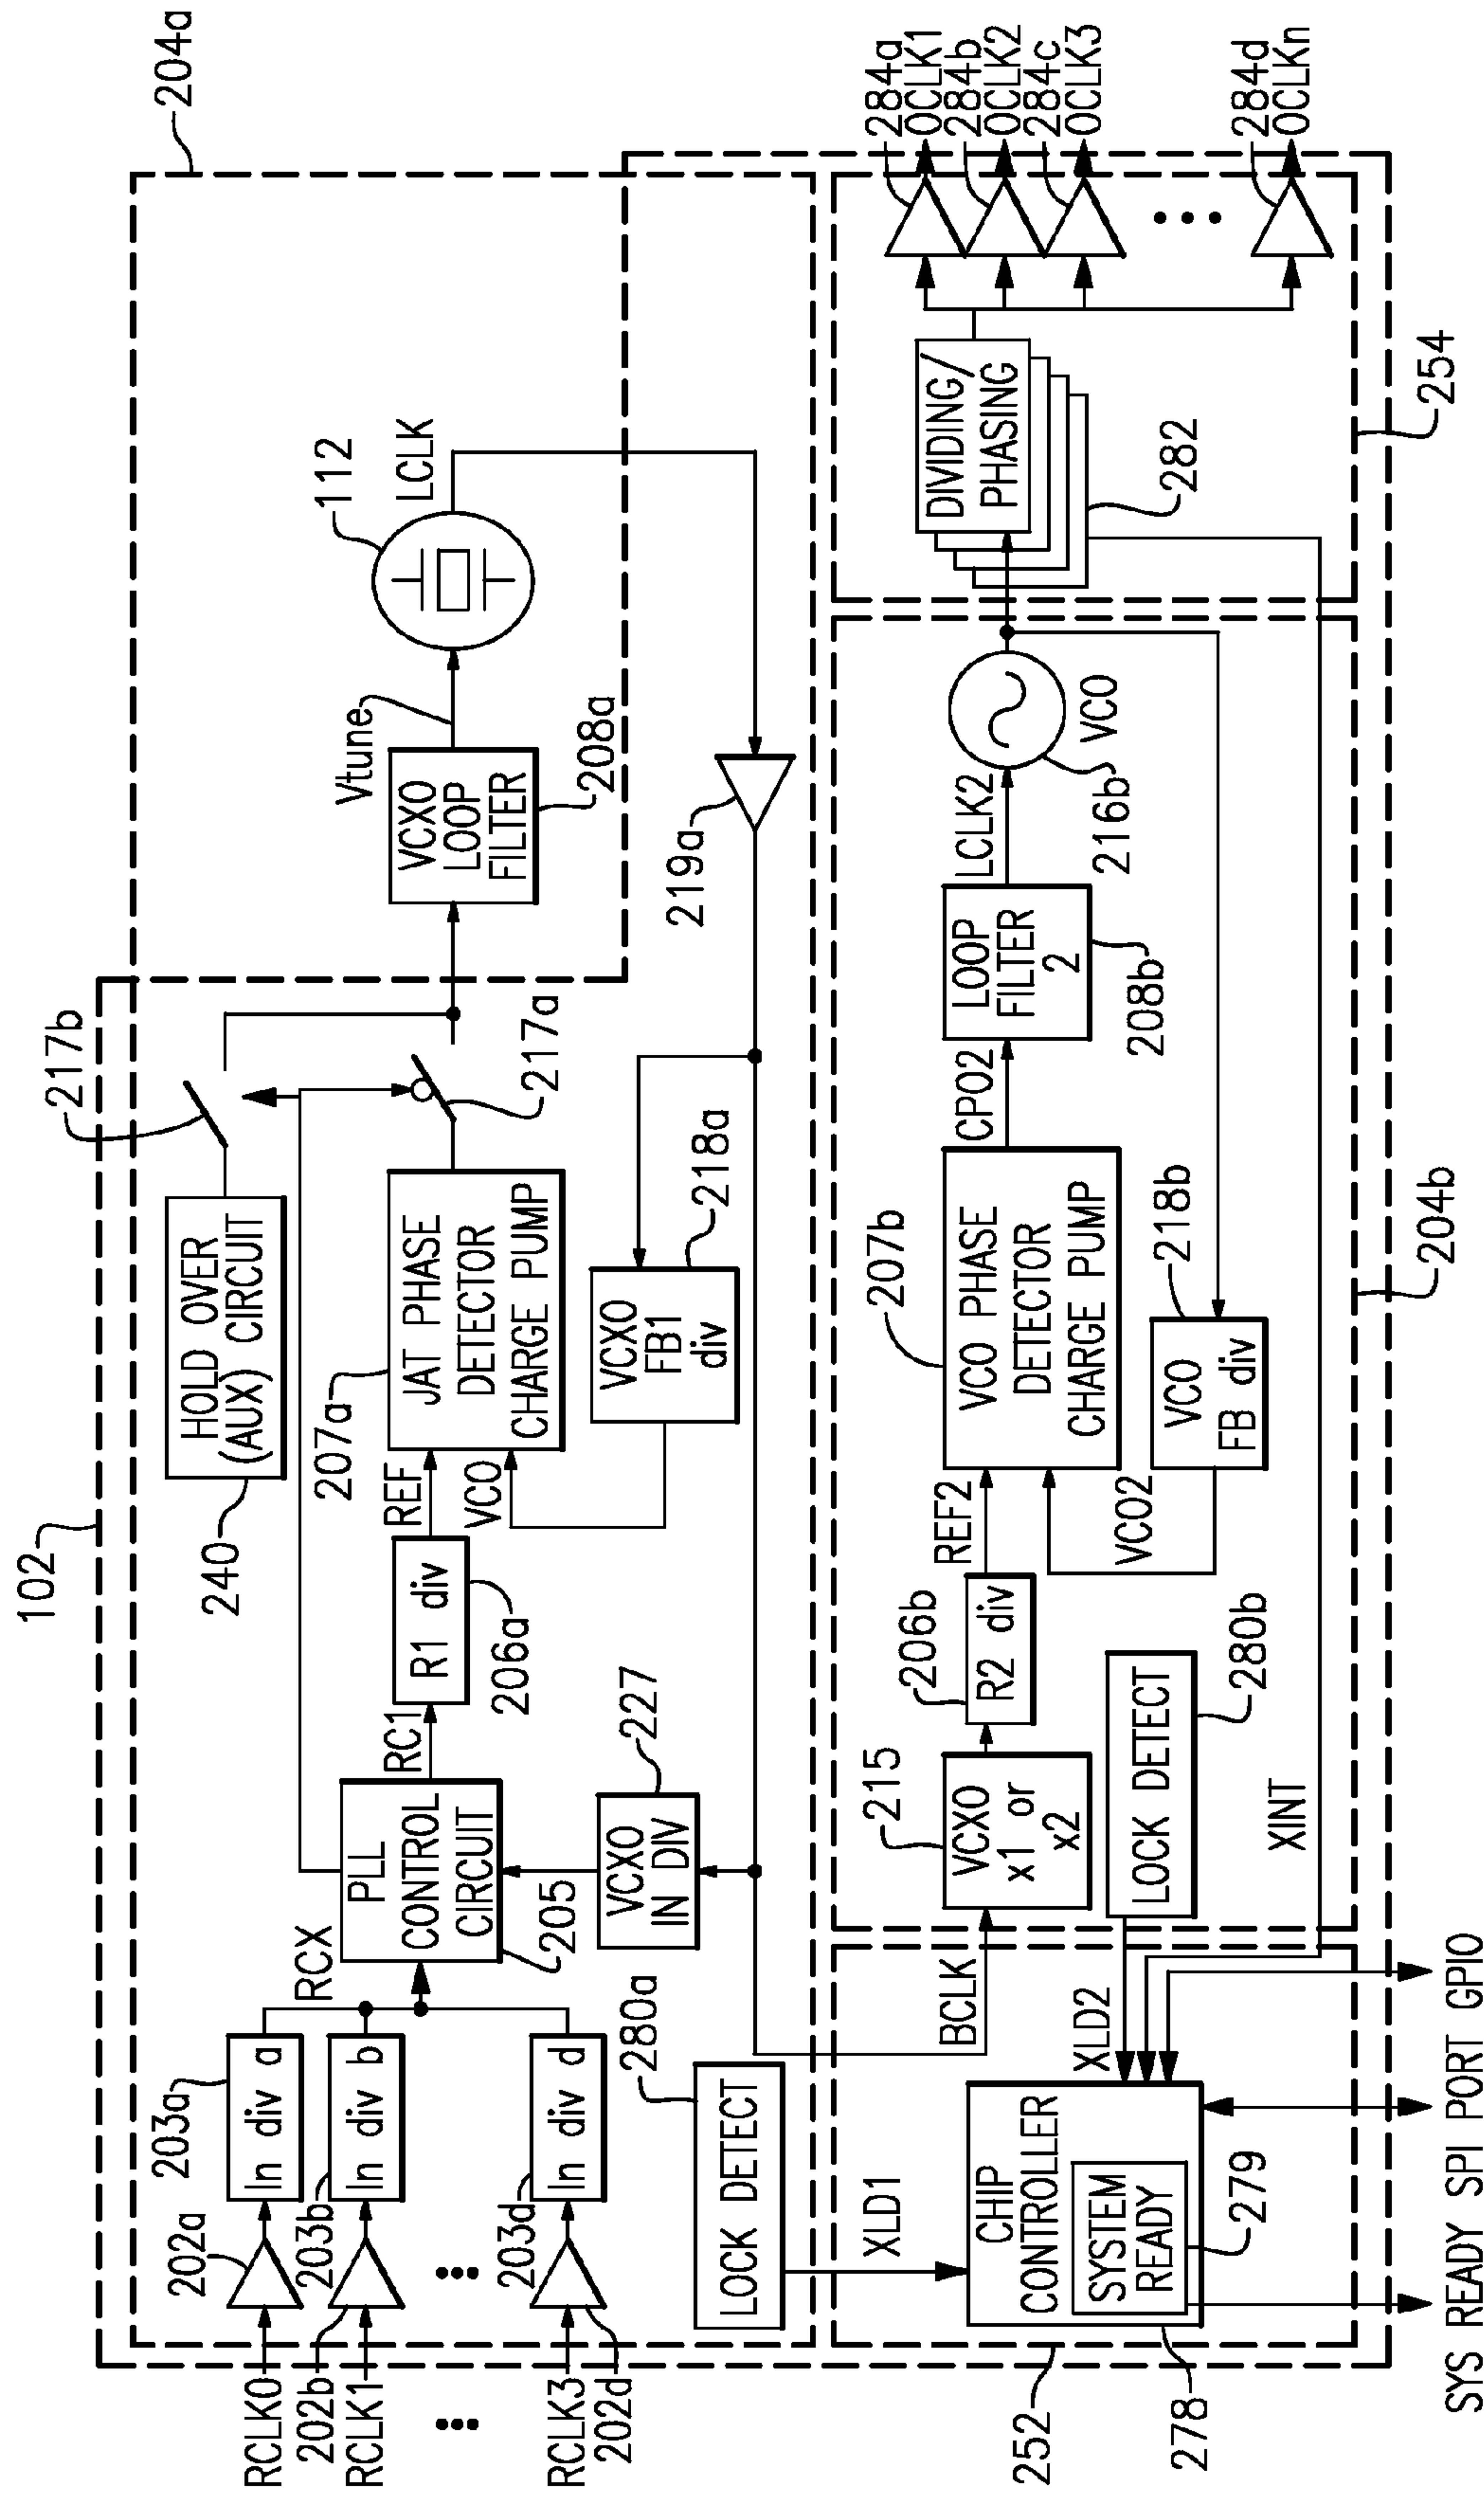 102
217b
204a
HOLD OVER
(AUX) CIRCUIT
240
RCX
203a
202a
In div a
RCLK0
202b
203b
In div b
RCLK1
203d
In div d
RCLK3
202d
PLL
CONTROL
CIRCUIT
205
RC1
R1 div
206a
REF
VCO
207a
JAT PHASE
DETECTOR
CHARGE PUMP
217a
VCXO
LOOP
FILTER
208a
Vtune
112
LCLK
VCXO
IN DIV
227
VCXO
FB1
div
218a
219a
280a
LOCK DETECT
XLD1
252
CHIP
CONTROLLER
SYSTEM
READY
278
279
BCLK
XLD2
215
VCXO
x1 or
x2
206b
R2 div
REF2
VCO2
207b
VCO PHASE
DETECTOR
CHARGE PUMP
CPO2
LOOP
FILTER
2
208b
LCLK2
216b
VCO
218b
VCO
FB div
LOCK DETECT
280b
XINT
204b
DIVIDING/
PHASING
282
254
284a
OCLK1
284b
OCLK2
284c
OCLK3
284d
OCLKn
SYS READY
SPI PORT
GPIO